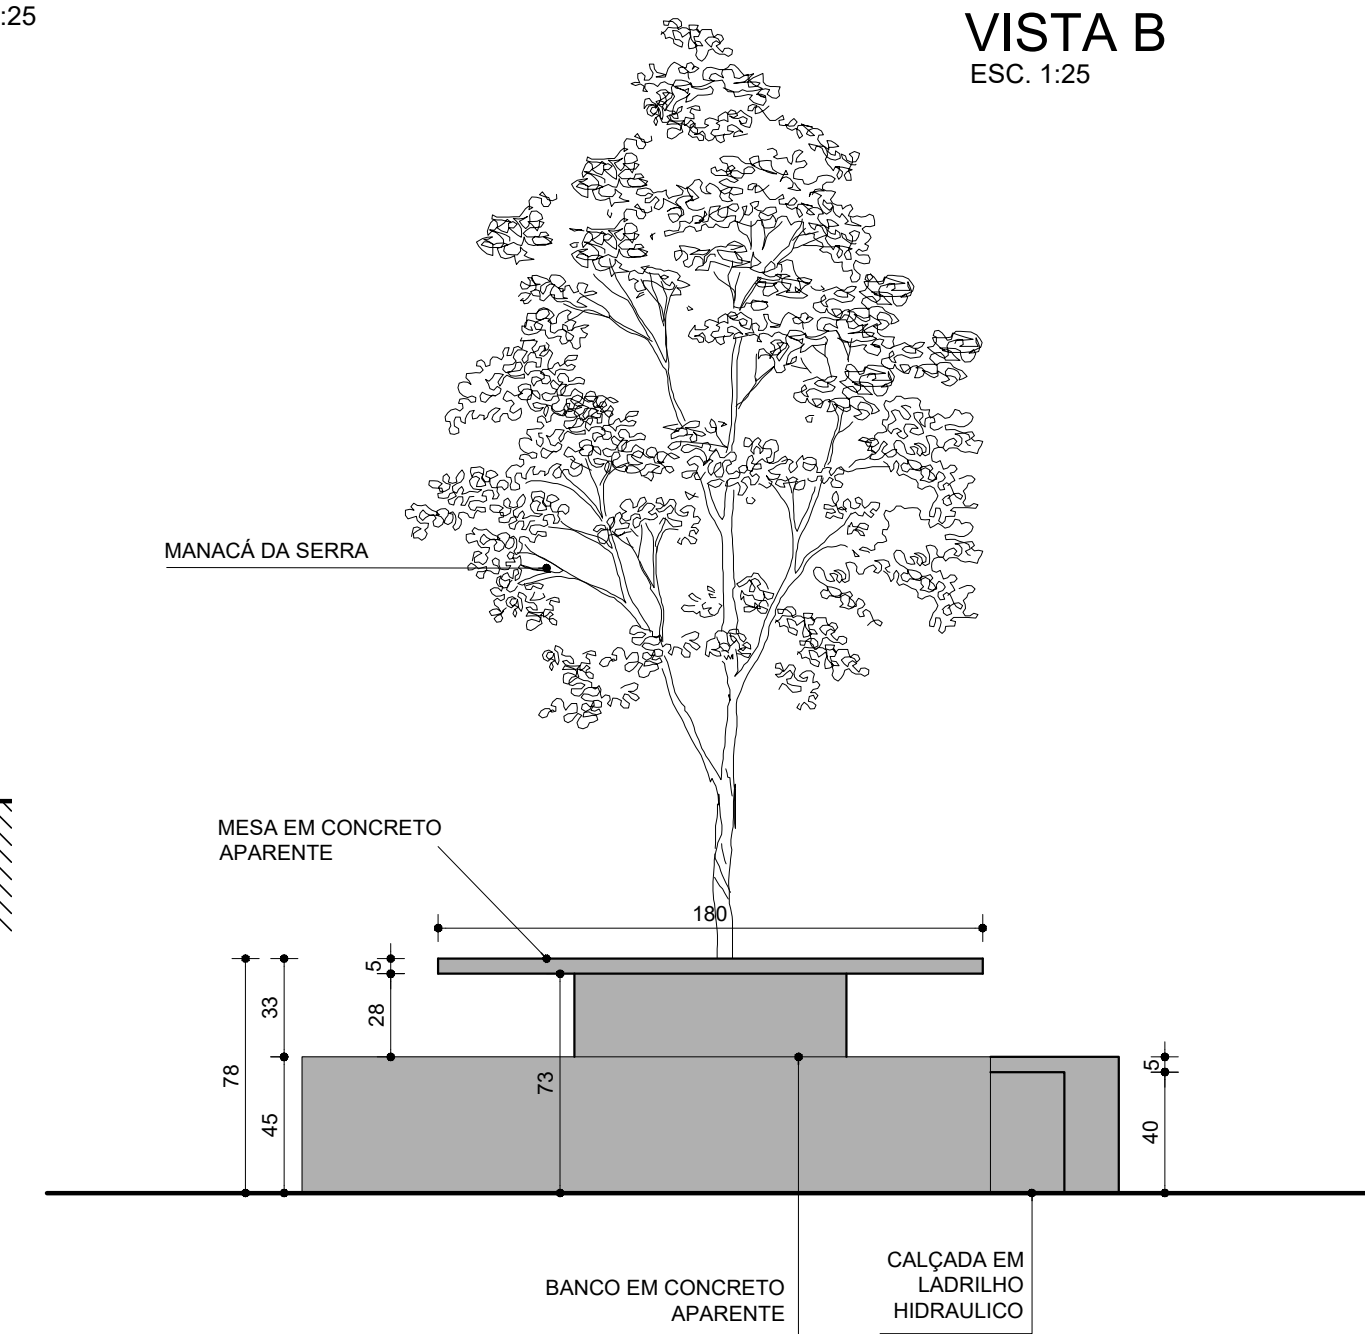 :25
VISTA B
ESC. 1:25
MANACÁ DA SERRA
MESA EM CONCRETO
APARENTE
180
5
33
28
78
73
45
5
40
CALÇADA EM
LADRILHO
HIDRAULICO
BANCO EM CONCRETO
APARENTE